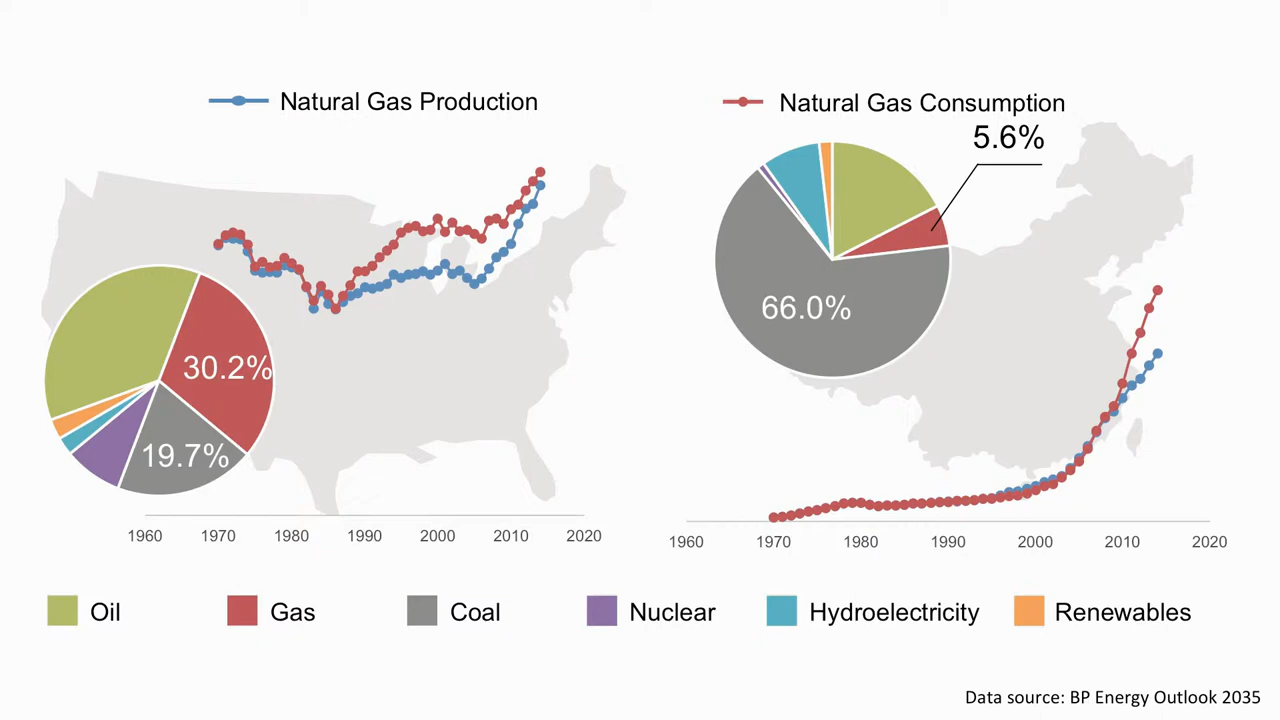 Natural Gas Production
Natural Gas Consumption
5.6%
66.0%
30.2%
19.7%
1960 1970 1980 1990 2000 2010 2020
1960 1970 1980 1990 2000 2010 2020
Oil Gas Coal Nuclear Hydroelectricity Renewables
Data source: BP Energy Outlook 2035